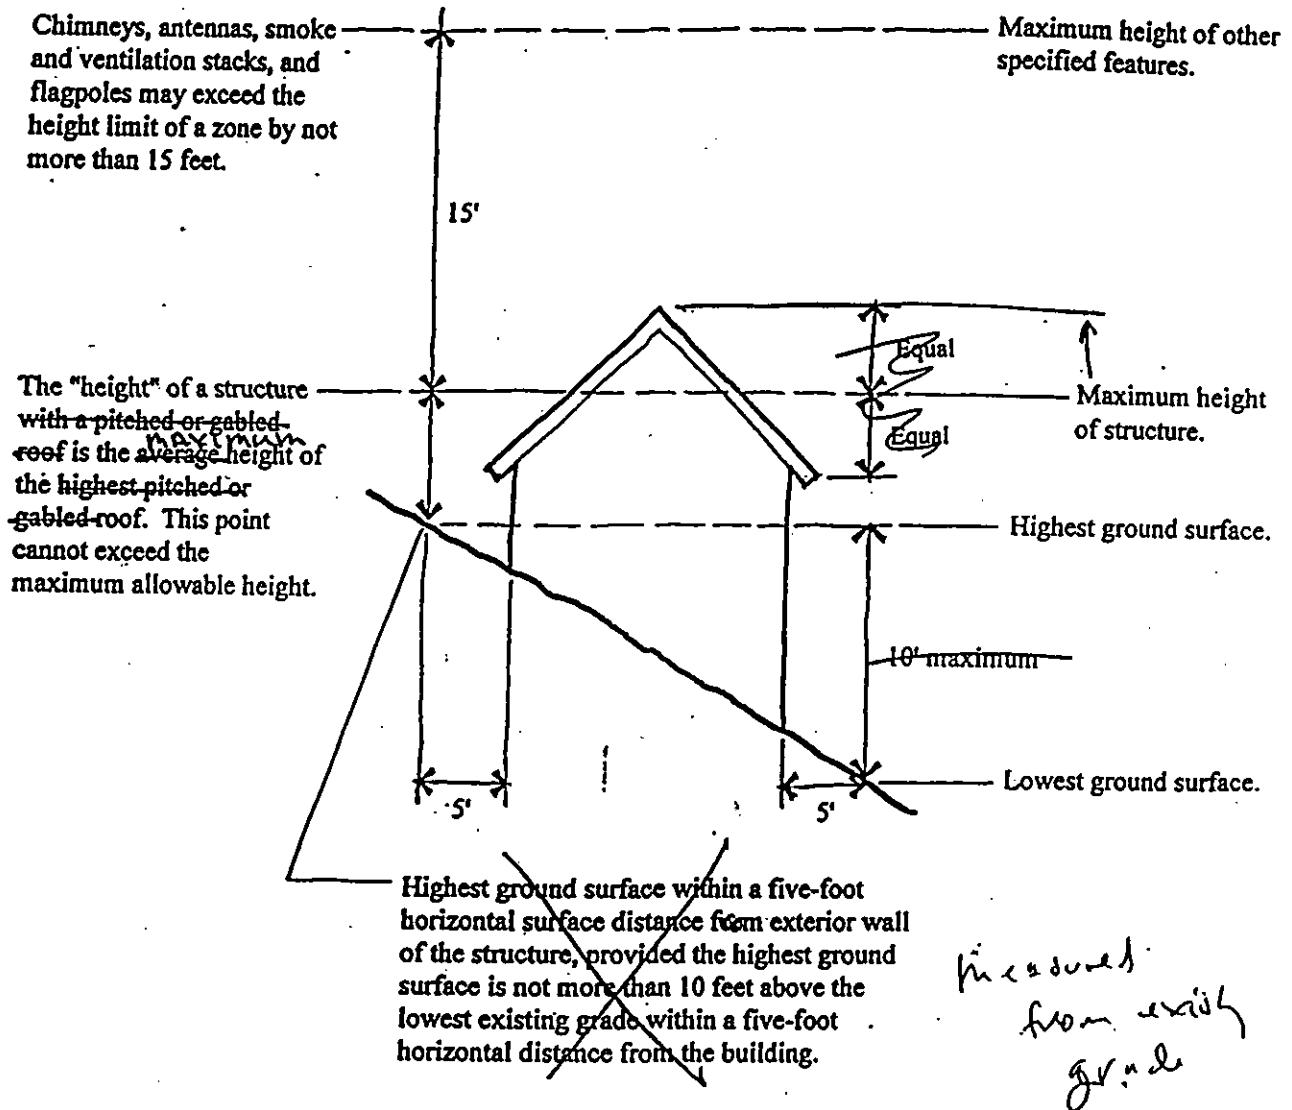 Chimneys, antennas, smoke
and ventilation stacks, and
flagpoles may exceed the
height limit of a zone by not
more than 15 feet.
Maximum height of other
specified features.
15'
Equal
Equal
The "height" of a structure
with a pitched or gabled
roof is the average maximum height of
the highest pitched or
gabled roof. This point
cannot exceed the
maximum allowable height.
Maximum height
of structure.
Highest ground surface.
10' maximum
Lowest ground surface.
5'
5'
Highest ground surface within a five-foot
horizontal surface distance from exterior wall
of the structure, provided the highest ground
surface is not more than 10 feet above the
lowest existing grade within a five-foot
horizontal distance from the building.
measured
from
grade